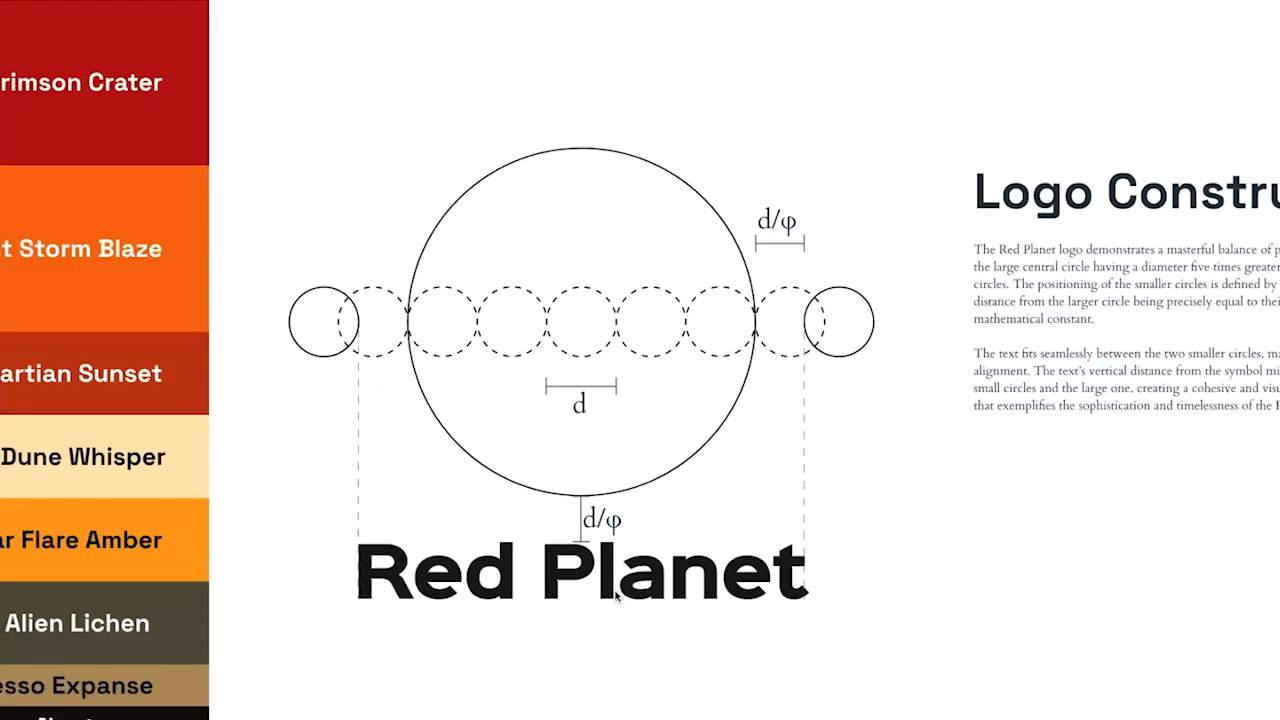 rimson Crater
t Storm Blaze
artian Sunset
Dune Whisper
ar Flare Amber
Alien Lichen
esso Expanse
d/φ
d
d/φ
Red Planet
Logo Constru
The Red Planet logo demonstrates a masterful balance of p
the large central circle having a diameter five times greater
circles. The positioning of the smaller circles is defined by
distance from the larger circle being precisely equal to thei
mathematical constant.
The text fits seamlessly between the two smaller circles, ma
alignment. The text's vertical distance from the symbol mi
small circles and the large one, creating a cohesive and visu
that exemplifies the sophistication and timelessness of the R